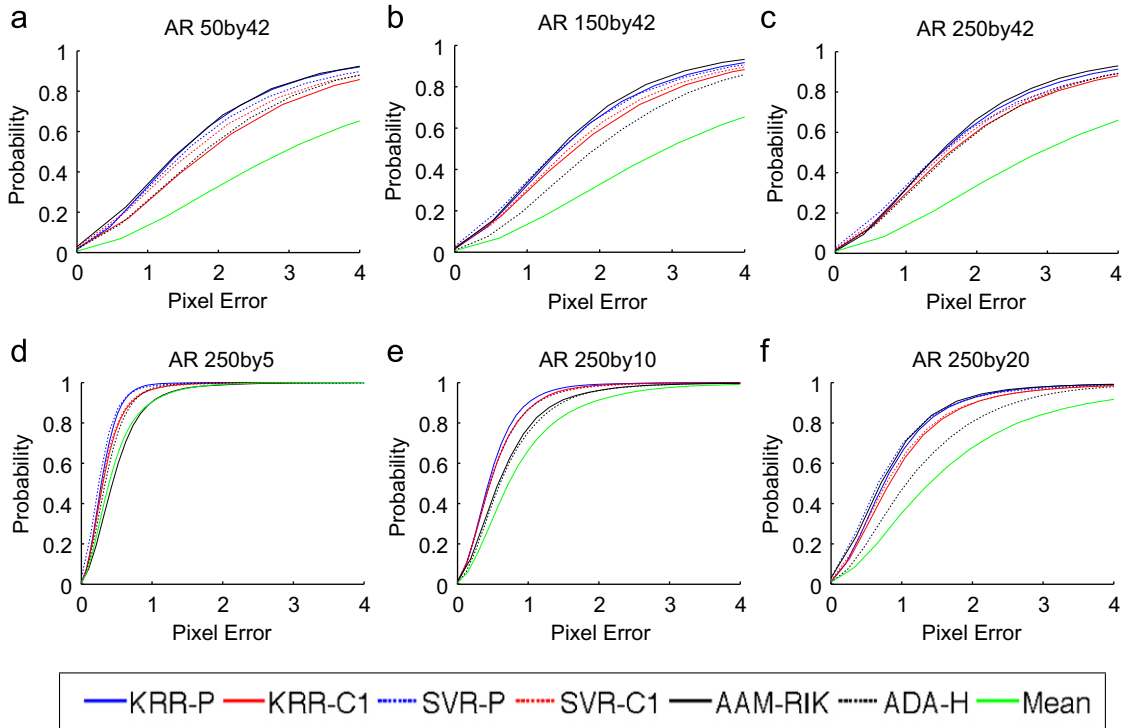 a
AR 50by42
1
0.8
0.6
0.4
0.2
0
Probability
0 1 2 3 4
Pixel Error
b
AR 150by42
1
0.8
0.6
0.4
0.2
0
Probability
0 1 2 3 4
Pixel Error
c
AR 250by42
1
0.8
0.6
0.4
0.2
0
Probability
0 1 2 3 4
Pixel Error
d
AR 250by5
1
0.8
0.6
0.4
0.2
0
Probability
0 1 2 3 4
Pixel Error
e
AR 250by10
1
0.8
0.6
0.4
0.2
0
Probability
0 1 2 3 4
Pixel Error
f
AR 250by20
1
0.8
0.6
0.4
0.2
0
Probability
0 1 2 3 4
Pixel Error
KRR-P KRR-C1 SVR-P SVR-C1 AAM-RIK ADA-H Mean